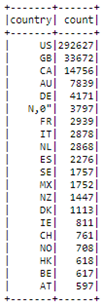 +-------+------+
|country| count|
+-------+------+
| US|292627|
| GB| 33672|
| CA| 14756|
| AU| 7839|
| DE| 4171|
| N,0"| 3797|
| FR| 2939|
| IT| 2878|
| NL| 2868|
| ES| 2276|
| SE| 1757|
| MX| 1752|
| NZ| 1447|
| DK| 1113|
| IE| 811|
| CH| 761|
| NO| 708|
| HK| 618|
| BE| 617|
| AT| 597|
+-------+------+